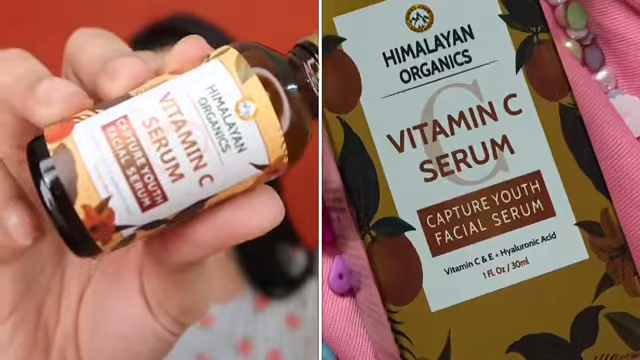 HIMALAYAN
ORGANICS
VITAMIN C
SERUM
CAPTURE YOUTH
FACIAL SERUM
HIMALAYAN
ORGANICS
C
VITAMIN C
SERUM
CAPTURE YOUTH
FACIAL SERUM
Vitamin C & E + Hyaluronic Acid
1 FL Oz / 30ml